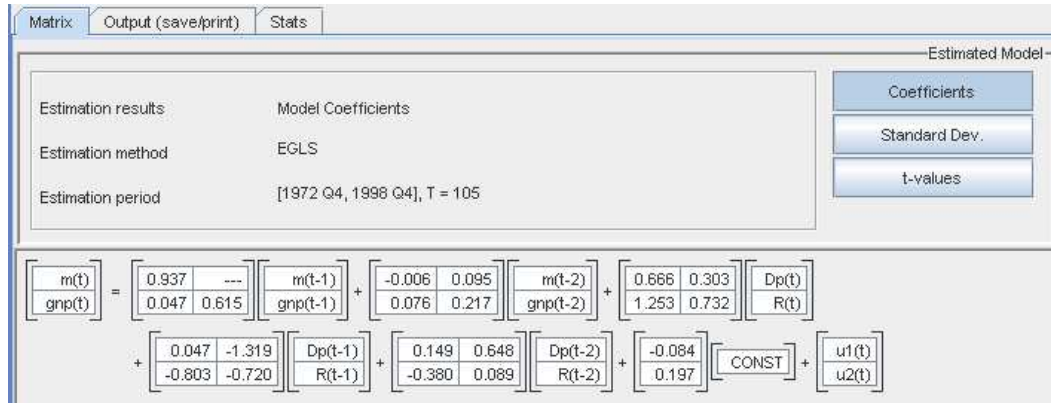 Matrix Output (save/print) Stats
Estimated Model
Estimation results Model Coefficients
Estimation method EGLS
Estimation period [1972 Q4, 1998 Q4], T = 105
Coefficients
Standard Dev.
t-values
m(t) = 0.937 --- m(t-1) + -0.006 0.095 m(t-2) + 0.666 0.303 Dp(t)
gnp(t) 0.047 0.615 gnp(t-1) 0.076 0.217 gnp(t-2) 1.253 0.732 R(t)
+ 0.047 -1.319 Dp(t-1) + 0.149 0.648 Dp(t-2) + -0.084 CONST + u1(t)
-0.803 -0.720 R(t-1) -0.380 0.089 R(t-2) 0.197 u2(t)